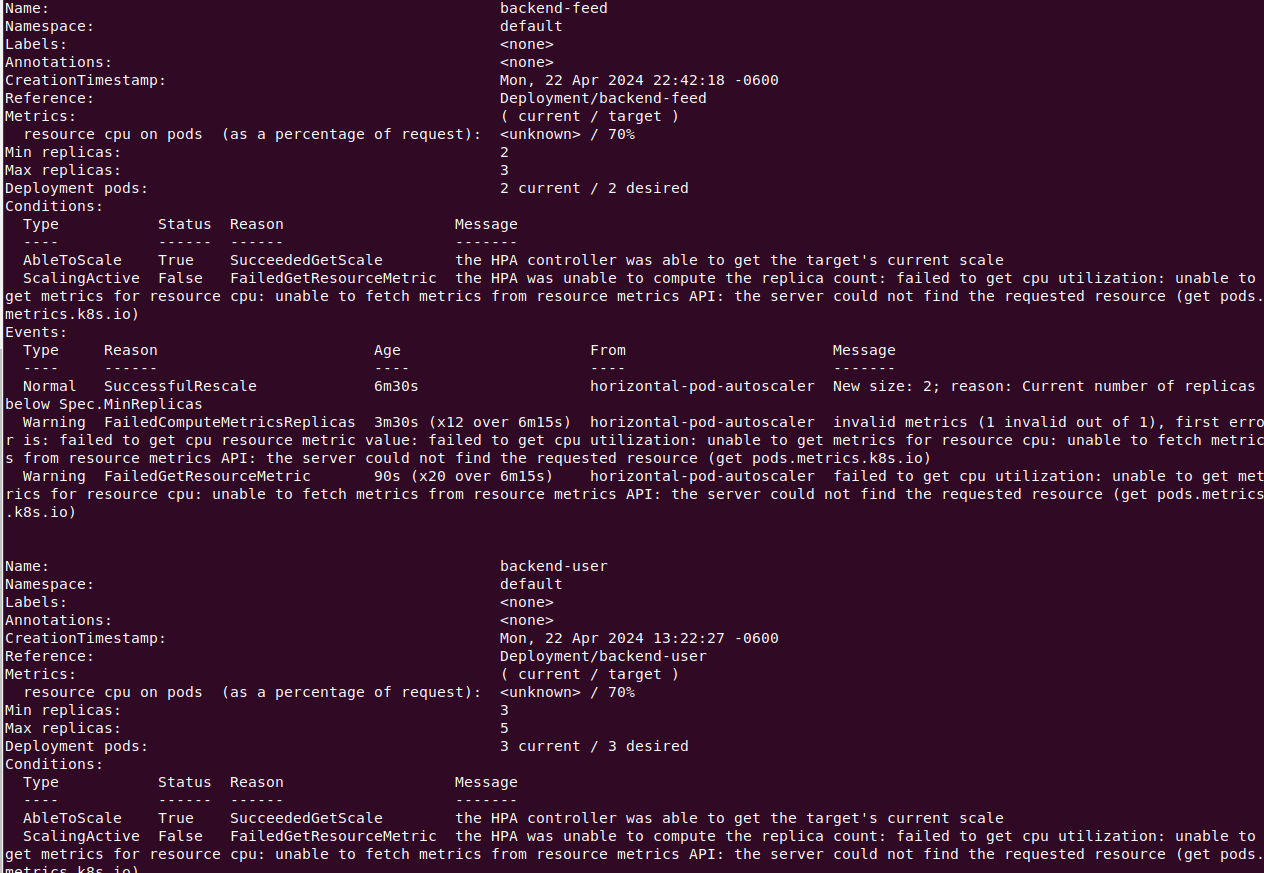 Name:                                                  backend-feed
Namespace:                                             default
Labels:                                                <none>
Annotations:                                           <none>
CreationTimestamp:                                     Mon, 22 Apr 2024 22:42:18 -0600
Reference:                                             Deployment/backend-feed
Metrics:                                               ( current / target )
  resource cpu on pods  (as a percentage of request):  <unknown> / 70%
Min replicas:                                          2
Max replicas:                                          3
Deployment pods:                                       2 current / 2 desired
Conditions:
  Type           Status  Reason                   Message
  ----           ------  ------                   -------
  AbleToScale    True    SucceededGetScale        the HPA controller was able to get the target's current scale
  ScalingActive  False   FailedGetResourceMetric  the HPA was unable to compute the replica count: failed to get cpu utilization: unable to
get metrics for resource cpu: unable to fetch metrics from resource metrics API: the server could not find the requested resource (get pods.
metrics.k8s.io)
Events:
  Type     Reason                        Age                     From                       Message
  ----     ------                        ----                    ----                       -------
  Normal   SuccessfulRescale             6m30s                   horizontal-pod-autoscaler  New size: 2; reason: Current number of replicas
below Spec.MinReplicas
  Warning  FailedComputeMetricsReplicas  3m30s (x12 over 6m15s)  horizontal-pod-autoscaler  invalid metrics (1 invalid out of 1), first erro
r is: failed to get cpu resource metric value: failed to get cpu utilization: unable to get metrics for resource cpu: unable to fetch metric
s from resource metrics API: the server could not find the requested resource (get pods.metrics.k8s.io)
  Warning  FailedGetResourceMetric       90s (x20 over 6m15s)    horizontal-pod-autoscaler  failed to get cpu utilization: unable to get met
rics for resource cpu: unable to fetch metrics from resource metrics API: the server could not find the requested resource (get pods.metrics
.k8s.io)
Name:                                                  backend-user
Namespace:                                             default
Labels:                                                <none>
Annotations:                                           <none>
CreationTimestamp:                                     Mon, 22 Apr 2024 13:22:27 -0600
Reference:                                             Deployment/backend-user
Metrics:                                               ( current / target )
  resource cpu on pods  (as a percentage of request):  <unknown> / 70%
Min replicas:                                          3
Max replicas:                                          5
Deployment pods:                                       3 current / 3 desired
Conditions:
  Type           Status  Reason                   Message
  ----           ------  ------                   -------
  AbleToScale    True    SucceededGetScale        the HPA controller was able to get the target's current scale
  ScalingActive  False   FailedGetResourceMetric  the HPA was unable to compute the replica count: failed to get cpu utilization: unable to
get metrics for resource cpu: unable to fetch metrics from resource metrics API: the server could not find the requested resource (get pods.
metrics.k8s.io)